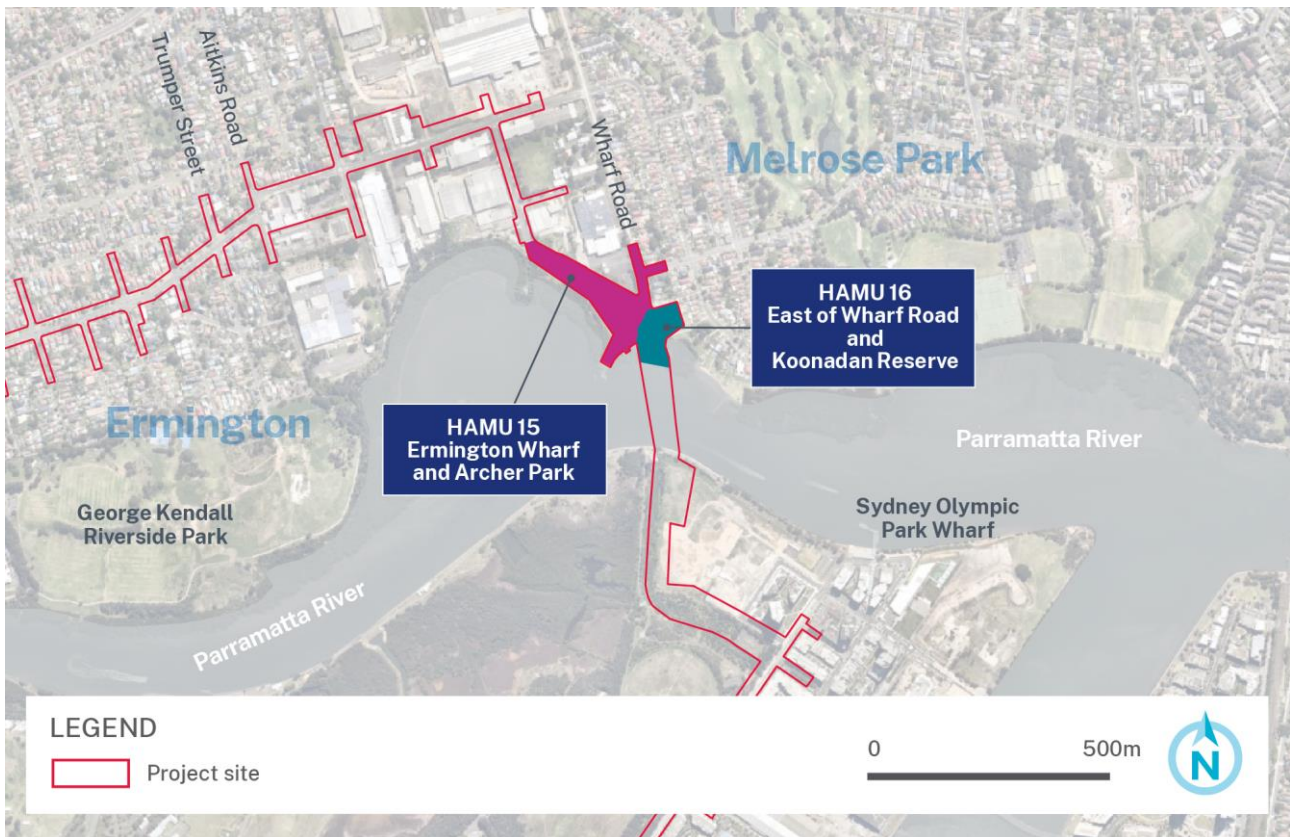 Trumper Street
Aitkins Road
Wharf Road
Melrose Park
HAMU 16
East of Wharf Road
and
Koonadan Reserve
HAMU 15
Ermington Wharf
and Archer Park
Ermington
Parramatta River
George Kendall
Riverside Park
Sydney Olympic
Park Wharf
Parramatta River
LEGEND
Project site
0 500m
N